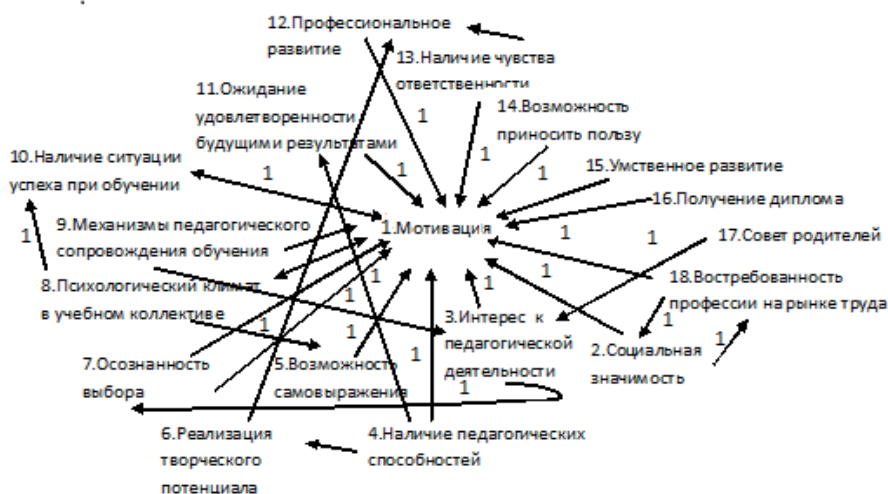 12.Профессиональное
развитие
13.Наличие чувства
ответственности
11.Ожидание
удовлетворенности
будущими результатами
1
14.Возможность
приносить пользу
10.Наличие ситуации
успеха при обучении
1
1
1
1
15.Умственное развитие
16.Получение диплома
9.Механизмы педагогического
сопровождения обучения
1.Мотивация
1
1
17.Совет родителей
1
8.Психологический климат
в учебном коллективе
1
1
1
1
18.Востребованность
профессии на рынке труда
1
1
3.Интерес к
педагогической
деятельности
1
2.Социальная
значимость
1
7.Осознанность
выбора
5.Возможность
самовыражения
1
1
6.Реализация
творческого
потенциала
4.Наличие педагогических
способностей